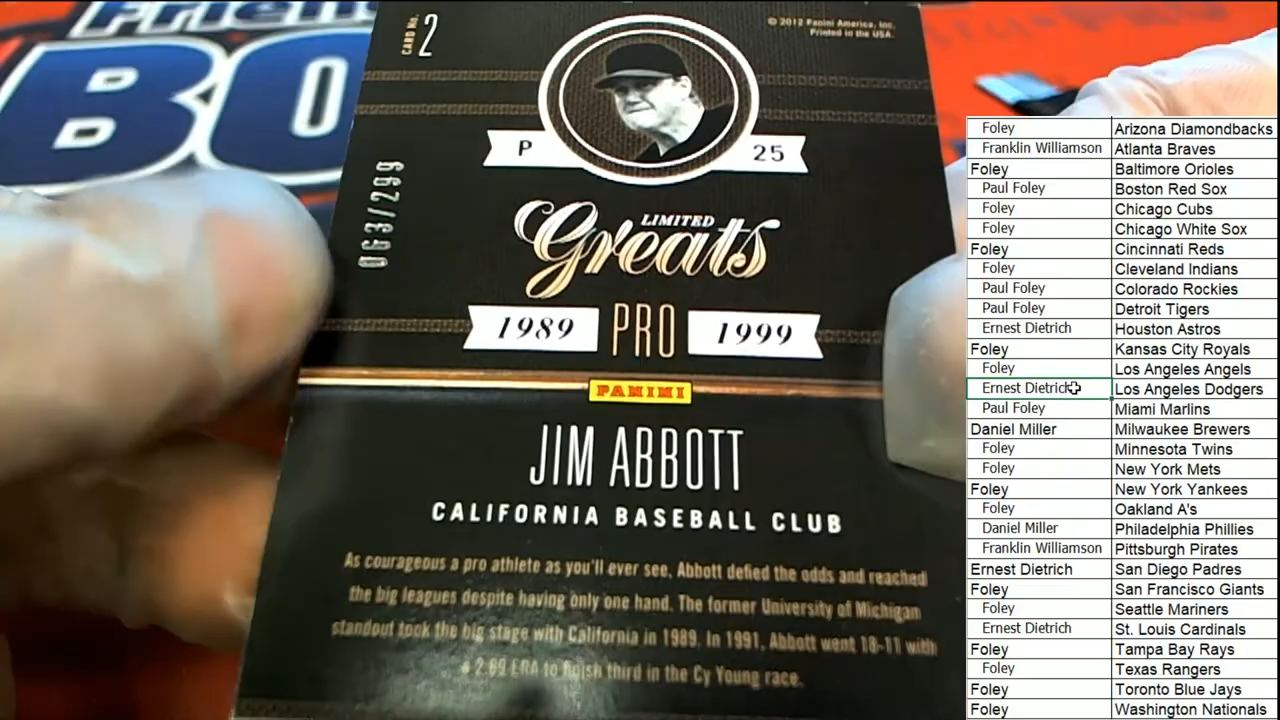 Friend
BO
CARD No. 2
© 2012 Panini America, Inc.
Printed in the USA.
P
25
063/299
LIMITED
Greats
1989 PRO 1999
PANINI
JIM ABBOTT
CALIFORNIA BASEBALL CLUB
As courageous a pro athlete as you'll ever see, Abbott defied the odds and reached
the big leagues despite having only one hand. The former University of Michigan
standout took the big stage with California in 1989. In 1991, Abbott went 18-11 with
a 2.89 ERA to finish third in the Cy Young race.
Foley Arizona Diamondbacks
Franklin Williamson Atlanta Braves
Foley Baltimore Orioles
Paul Foley Boston Red Sox
Foley Chicago Cubs
Foley Chicago White Sox
Foley Cincinnati Reds
Foley Cleveland Indians
Paul Foley Colorado Rockies
Paul Foley Detroit Tigers
Ernest Dietrich Houston Astros
Foley Kansas City Royals
Foley Los Angeles Angels
Ernest Dietrich Los Angeles Dodgers
Paul Foley Miami Marlins
Daniel Miller Milwaukee Brewers
Foley Minnesota Twins
Foley New York Mets
Foley New York Yankees
Foley Oakland A's
Daniel Miller Philadelphia Phillies
Franklin Williamson Pittsburgh Pirates
Ernest Dietrich San Diego Padres
Foley San Francisco Giants
Foley Seattle Mariners
Ernest Dietrich St. Louis Cardinals
Foley Tampa Bay Rays
Foley Texas Rangers
Foley Toronto Blue Jays
Foley Washington Nationals